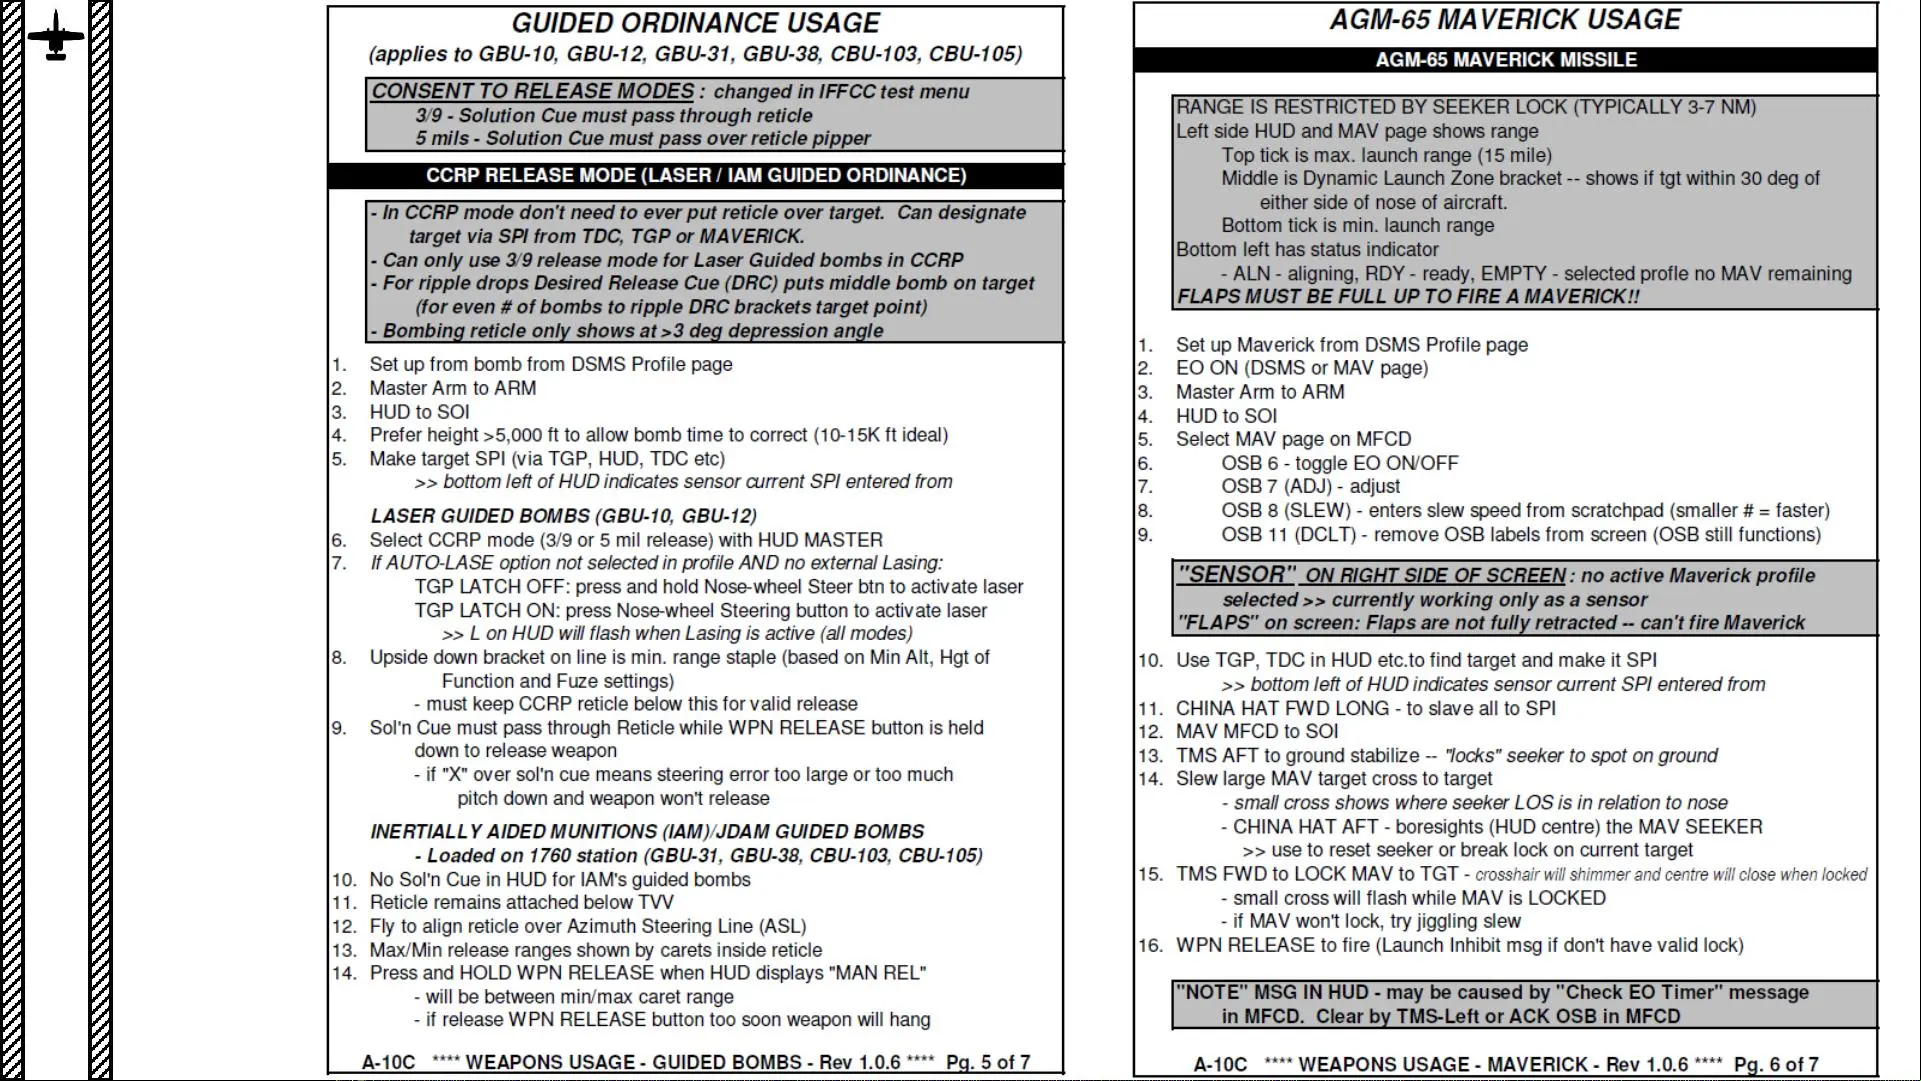 GUIDED ORDINANCE USAGE
(applies to GBU-10, GBU-12, GBU-31, GBU-38, CBU-103, CBU-105)
CONSENT TO RELEASE MODES : changed in IFFCC test menu
3/9 - Solution Cue must pass through reticle
5 mils - Solution Cue must pass over reticle pipper
CCRP RELEASE MODE (LASER / IAM GUIDED ORDINANCE)
- In CCRP mode don't need to ever put reticle over target. Can designate
target via SPI from TDC, TGP or MAVERICK.
- Can only use 3/9 release mode for Laser Guided bombs in CCRP
- For ripple drops Desired Release Cue (DRC) puts middle bomb on target
(for even # of bombs to ripple DRC brackets target point)
- Bombing reticle only shows at >3 deg depression angle
1. Set up from bomb from DSMS Profile page
2. Master Arm to ARM
3. HUD to SOI
4. Prefer height >5,000 ft to allow bomb time to correct (10-15K ft ideal)
5. Make target SPI (via TGP, HUD, TDC etc)
>> bottom left of HUD indicates sensor current SPI entered from
LASER GUIDED BOMBS (GBU-10, GBU-12)
6. Select CCRP mode (3/9 or 5 mil release) with HUD MASTER
7. If AUTO-LASE option not selected in profile AND no external Lasing:
TGP LATCH OFF: press and hold Nose-wheel Steer btn to activate laser
TGP LATCH ON: press Nose-wheel Steering button to activate laser
>> L on HUD will flash when Lasing is active (all modes)
8. Upside down bracket on line is min. range staple (based on Min Alt, Hgt of
Function and Fuze settings)
- must keep CCRP reticle below this for valid release
9. Sol'n Cue must pass through Reticle while WPN RELEASE button is held
down to release weapon
- if "X" over sol'n cue means steering error too large or too much
pitch down and weapon won't release
INERTIALLY AIDED MUNITIONS (IAM)/JDAM GUIDED BOMBS
- Loaded on 1760 station (GBU-31, GBU-38, CBU-103, CBU-105)
10. No Sol'n Cue in HUD for IAM's guided bombs
11. Reticle remains attached below TVV
12. Fly to align reticle over Azimuth Steering Line (ASL)
13. Max/Min release ranges shown by carets inside reticle
14. Press and HOLD WPN RELEASE when HUD displays "MAN REL"
- will be between min/max caret range
- if release WPN RELEASE button too soon weapon will hang
A-10C **** WEAPONS USAGE - GUIDED BOMBS - Rev 1.0.6 **** Pg. 5 of 7
AGM-65 MAVERICK USAGE
AGM-65 MAVERICK MISSILE
RANGE IS RESTRICTED BY SEEKER LOCK (TYPICALLY 3-7 NM)
Left side HUD and MAV page shows range
Top tick is max. launch range (15 mile)
Middle is Dynamic Launch Zone bracket -- shows if tgt within 30 deg of
either side of nose of aircraft.
Bottom tick is min. launch range
Bottom left has status indicator
- ALN - aligning, RDY - ready, EMPTY - selected profle no MAV remaining
FLAPS MUST BE FULL UP TO FIRE A MAVERICK!!
1. Set up Maverick from DSMS Profile page
2. EO ON (DSMS or MAV page)
3. Master Arm to ARM
4. HUD to SOI
5. Select MAV page on MFCD
6. OSB 6 - toggle EO ON/OFF
7. OSB 7 (ADJ) - adjust
8. OSB 8 (SLEW) - enters slew speed from scratchpad (smaller # = faster)
9. OSB 11 (DCLT) - remove OSB labels from screen (OSB still functions)
"SENSOR" ON RIGHT SIDE OF SCREEN : no active Maverick profile
selected >> currently working only as a sensor
"FLAPS" on screen: Flaps are not fully retracted -- can't fire Maverick
10. Use TGP, TDC in HUD etc.to find target and make it SPI
>> bottom left of HUD indicates sensor current SPI entered from
11. CHINA HAT FWD LONG - to slave all to SPI
12. MAV MFCD to SOI
13. TMS AFT to ground stabilize -- "locks" seeker to spot on ground
14. Slew large MAV target cross to target
- small cross shows where seeker LOS is in relation to nose
- CHINA HAT AFT - boresights (HUD centre) the MAV SEEKER
>> use to reset seeker or break lock on current target
15. TMS FWD to LOCK MAV to TGT - crosshair will shimmer and centre will close when locked
- small cross will flash while MAV is LOCKED
- if MAV won't lock, try jiggling slew
16. WPN RELEASE to fire (Launch Inhibit msg if don't have valid lock)
"NOTE" MSG IN HUD - may be caused by "Check EO Timer" message
in MFCD. Clear by TMS-Left or ACK OSB in MFCD
A-10C **** WEAPONS USAGE - MAVERICK - Rev 1.0.6 **** Pg. 6 of 7